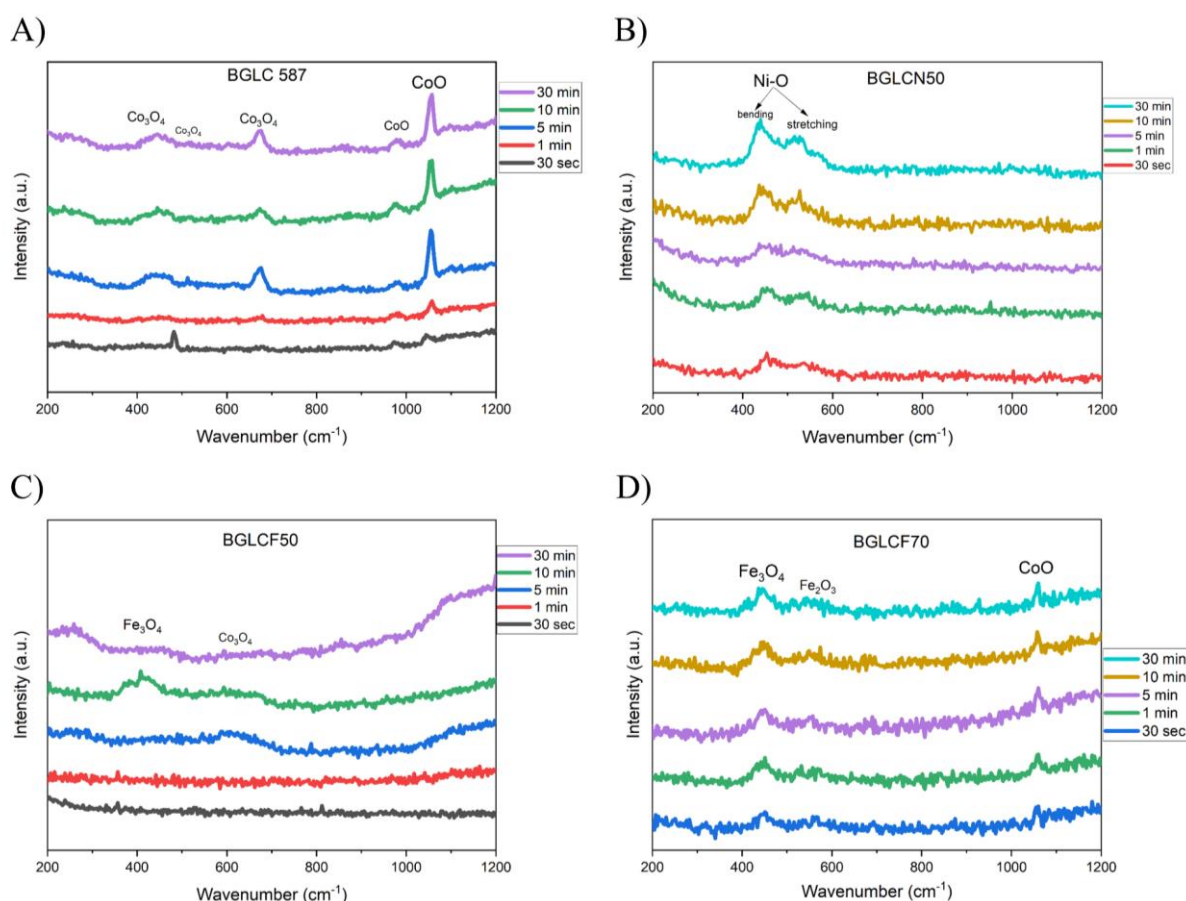 A)
BGLC 587
CoO
Co₃O₄
Co₃O₄
Co₃O₄
CoO
30 min
10 min
5 min
1 min
30 sec
Intensity (a.u.)
200 400 600 800 1000 1200
Wavenumber (cm⁻¹)
B)
BGLCN50
Ni-O
bending
stretching
30 min
10 min
5 min
1 min
30 sec
Intensity (a.u.)
200 400 600 800 1000 1200
Wavenumber (cm⁻¹)
C)
BGLCF50
Fe₃O₄
Co₃O₄
30 min
10 min
5 min
1 min
30 sec
Intensity (a.u.)
200 400 600 800 1000 1200
Wavenumber (cm⁻¹)
D)
BGLCF70
Fe₃O₄
Fe₂O₃
CoO
30 min
10 min
5 min
1 min
30 sec
Intensity (a.u.)
200 400 600 800 1000 1200
Wavenumber (cm⁻¹)